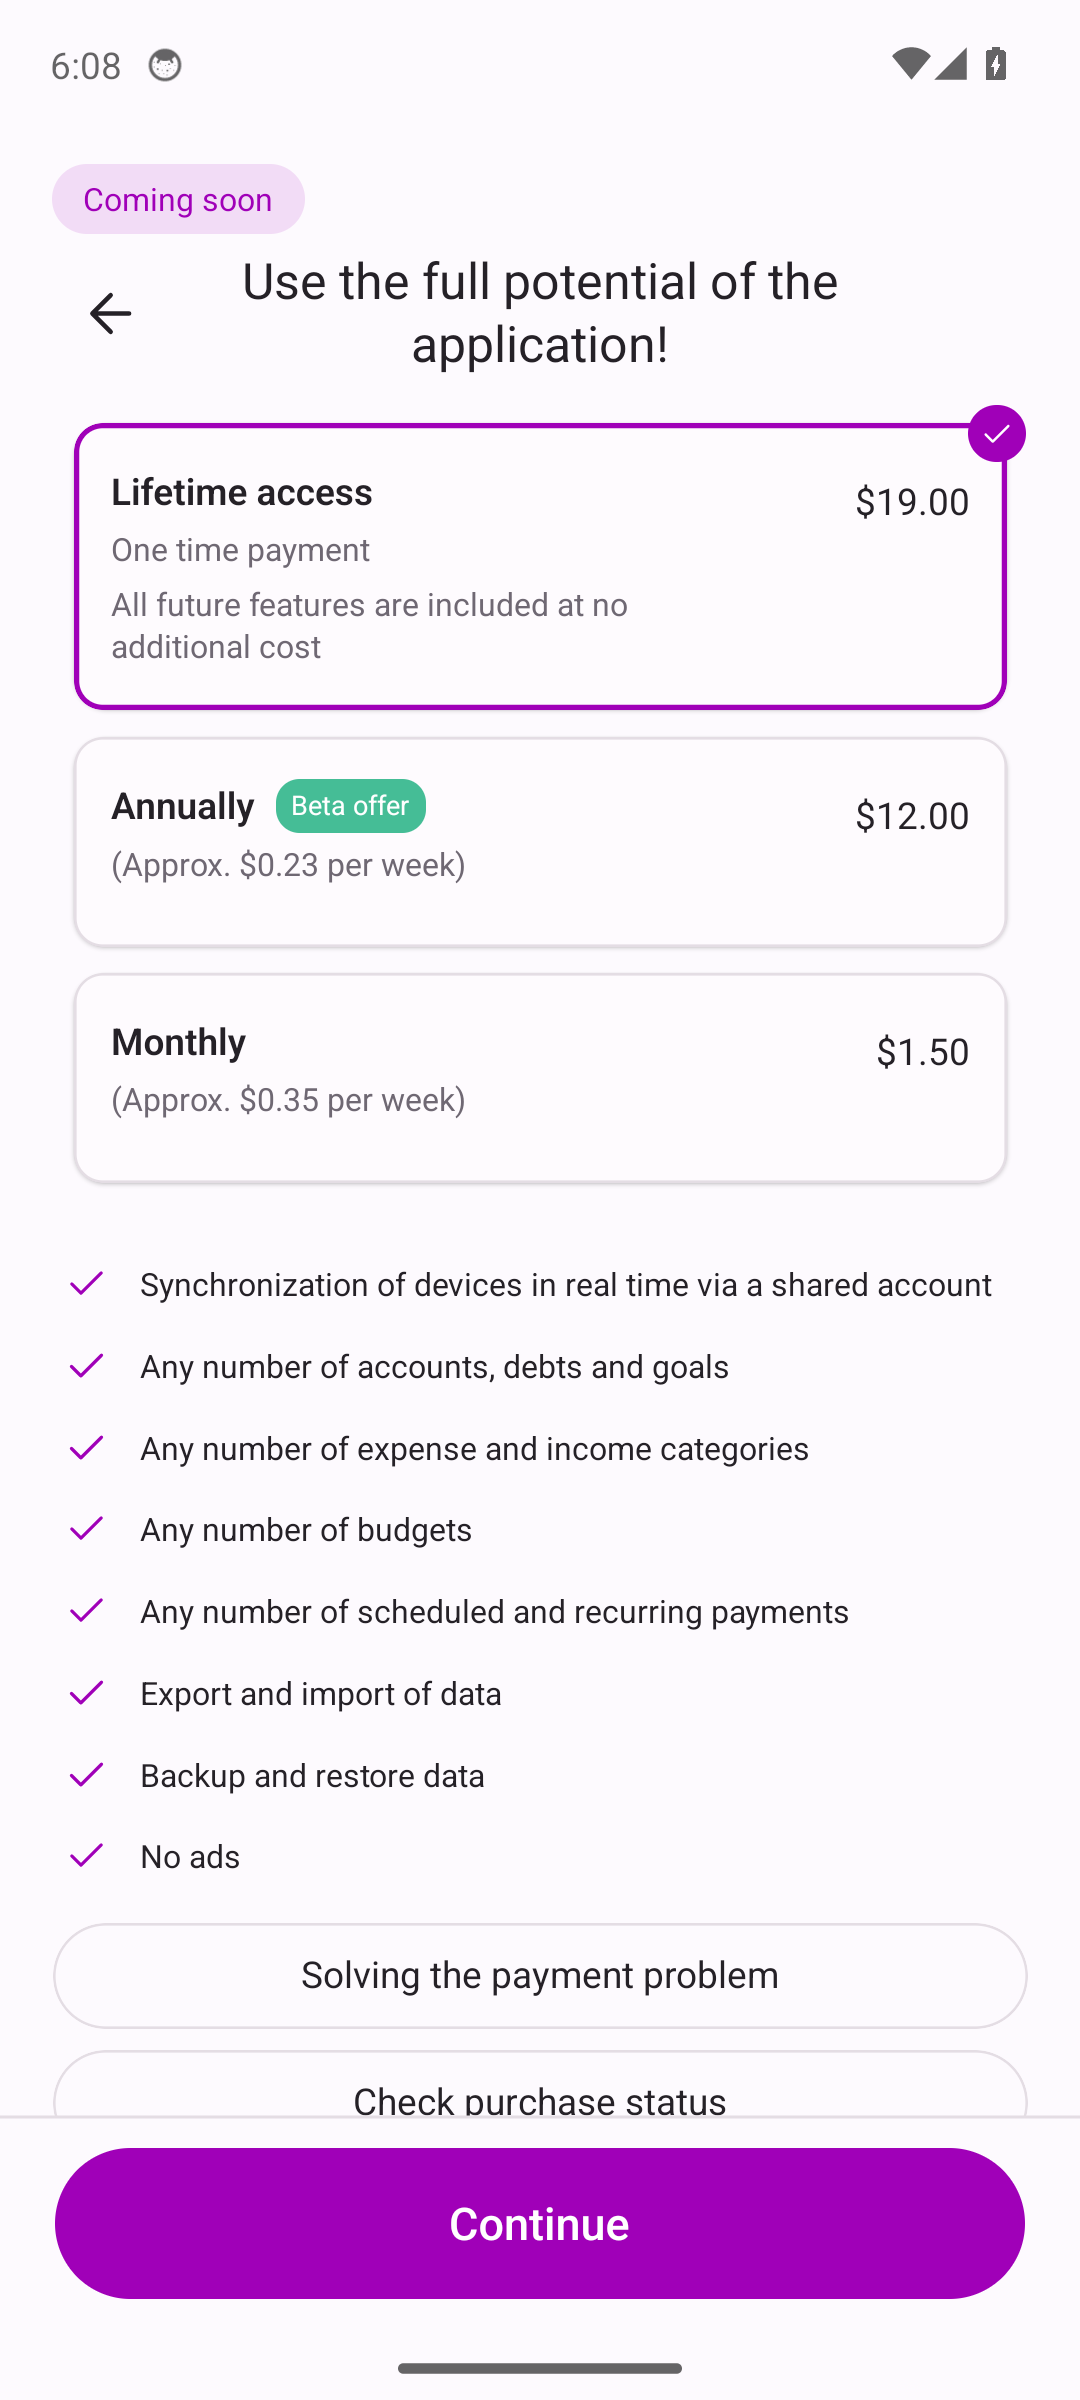 6:08
Coming soon
Use the full potential of the
application!
Lifetime access
$19.00
One time payment
All future features are included at no
additional cost
Annually
Beta offer
$12.00
(Approx. $0.23 per week)
Monthly
$1.50
(Approx. $0.35 per week)
Synchronization of devices in real time via a shared account
Any number of accounts, debts and goals
Any number of expense and income categories
Any number of budgets
Any number of scheduled and recurring payments
Export and import of data
Backup and restore data
No ads
Solving the payment problem
Check purchase status
Continue